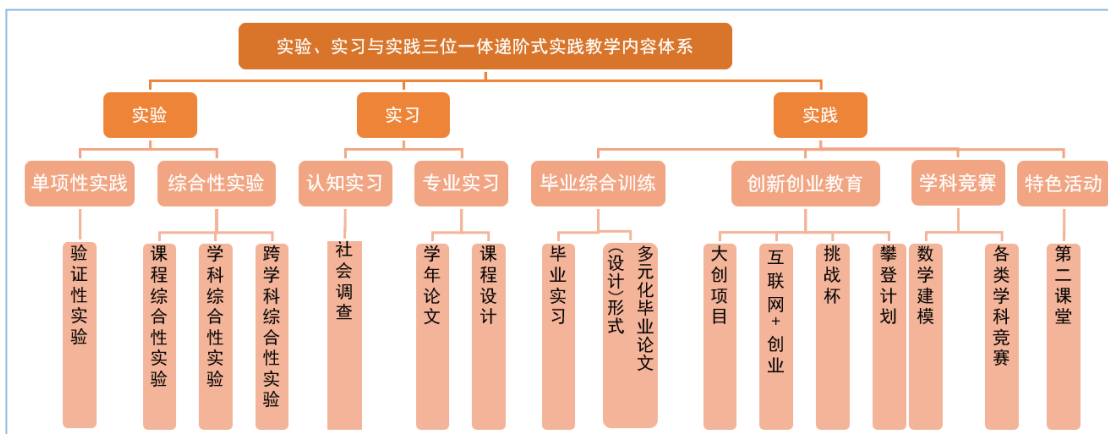 实验、实习与实践三位一体递阶式实践教学内容体系
实验
实习
实践
单项性实践
综合性实验
认知实习
专业实习
毕业综合训练
创新创业教育
学科竞赛
特色活动
验证性实验
课程综合性实验
学科综合性实验
跨学科综合性实验
社会调查
学年论文
课程设计
毕业实习
多元化毕业论文
(设计)形式
大创项目
互联网+创业
挑战杯
攀登计划
数学建模
各类学科竞赛
第二课堂